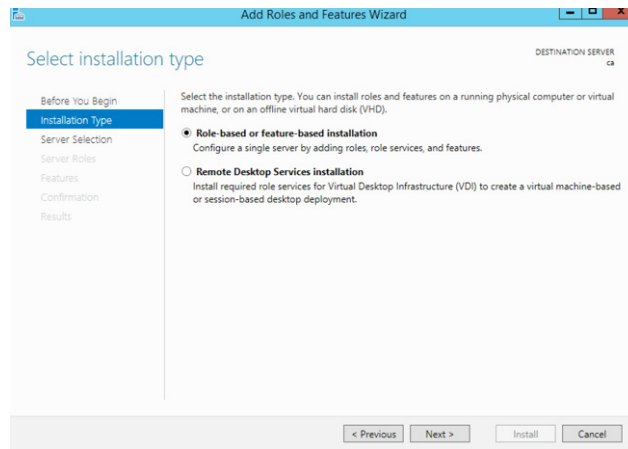 Add Roles and Features Wizard
Select installation type
DESTINATION SERVER
ca
Before You Begin
Installation Type
Server Selection
Server Roles
Features
Confirmation
Results
Select the installation type. You can install roles and features on a running physical computer or virtual
machine, or on an offline virtual hard disk (VHD).
Role-based or feature-based installation
Configure a single server by adding roles, role services, and features.
Remote Desktop Services installation
Install required role services for Virtual Desktop Infrastructure (VDI) to create a virtual machine-based
or session-based desktop deployment.
< Previous
Next >
Install
Cancel